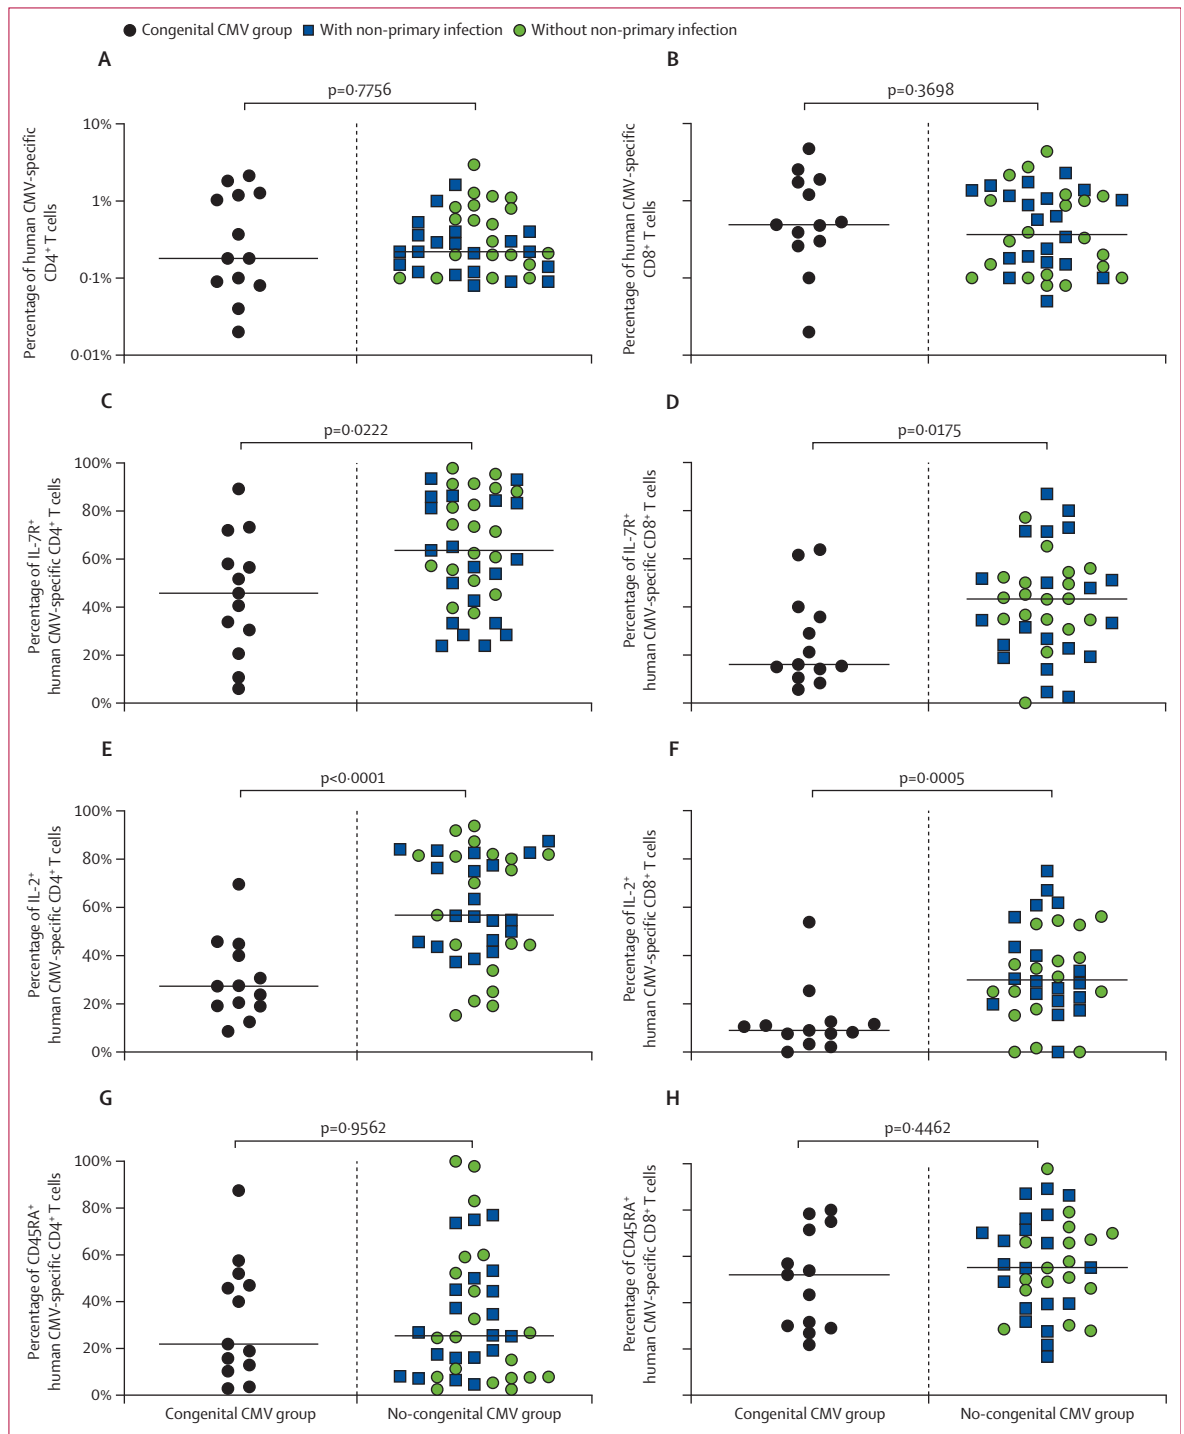 Congenital CMV group With non-primary infection Without non-primary infection
A
B
p=0·7756
p=0·3698
Percentage of human CMV-specific
CD4⁺ T cells
10%
1%
0·1%
0·01%
Percentage of human CMV-specific
CD8⁺ T cells
C
D
p=0·0222
p=0·0175
Percentage of IL-7R⁺
human CMV-specific CD4⁺ T cells
100%
80%
60%
40%
20%
0%
Percentage of IL-7R⁺
human CMV-specific CD8⁺ T cells
E
F
p<0·0001
p=0·0005
Percentage of IL-2⁺
human CMV-specific CD4⁺ T cells
100%
80%
60%
40%
20%
0%
Percentage of IL-2⁺
human CMV-specific CD8⁺ T cells
G
H
p=0·9562
p=0·4462
Percentage of CD45RA⁺
human CMV-specific CD4⁺ T cells
100%
80%
60%
40%
20%
0%
Percentage of CD45RA⁺
human CMV-specific CD8⁺ T cells
Congenital CMV group No-congenital CMV group
Congenital CMV group No-congenital CMV group